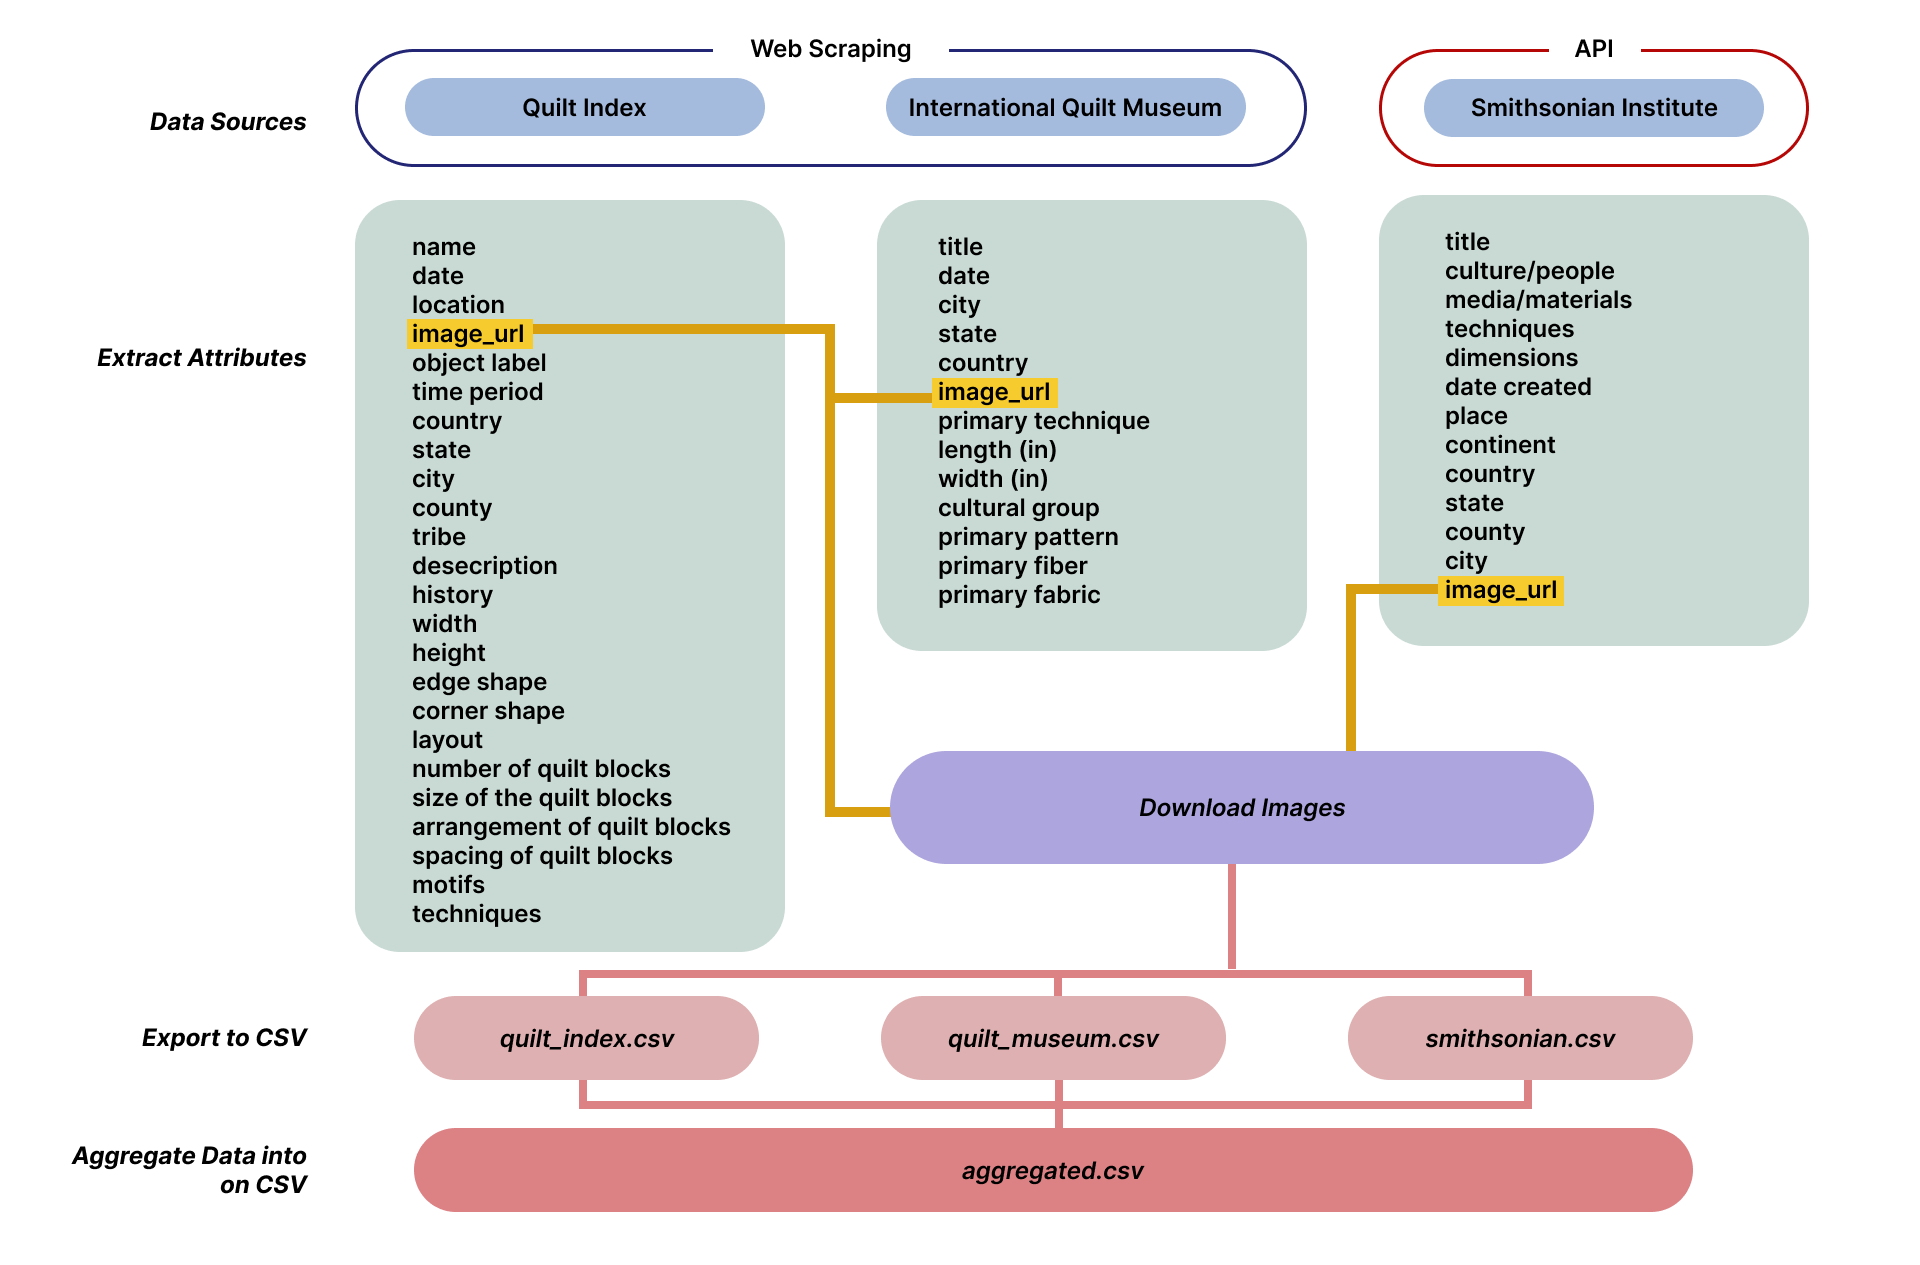 Web Scraping
API
Data Sources
Quilt Index
International Quilt Museum
Smithsonian Institute
Extract Attributes
name
date
location
image_url
object label
time period
country
state
city
county
tribe
desecription
history
width
height
edge shape
corner shape
layout
number of quilt blocks
size of the quilt blocks
arrangement of quilt blocks
spacing of quilt blocks
motifs
techniques
title
date
city
state
country
image_url
primary technique
length (in)
width (in)
cultural group
primary pattern
primary fiber
primary fabric
title
culture/people
media/materials
techniques
dimensions
date created
place
continent
country
state
county
city
image_url
Download Images
Export to CSV
quilt_index.csv
quilt_museum.csv
smithsonian.csv
Aggregate Data into
on CSV
aggregated.csv